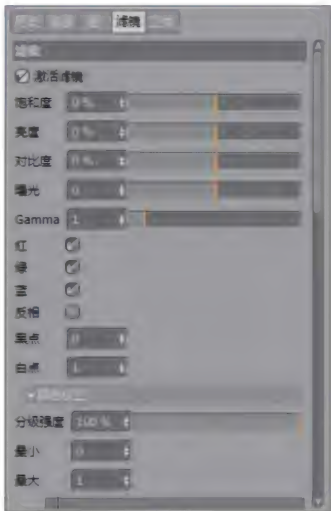 滤镜
滤镜
激活滤镜
饱和度 0 %
亮度 0 %
对比度 0 %
曝光 0
Gamma 1
红
绿
蓝
反相
黑点 0
白点 1
分级强度 100 %
最小 0
最大 1